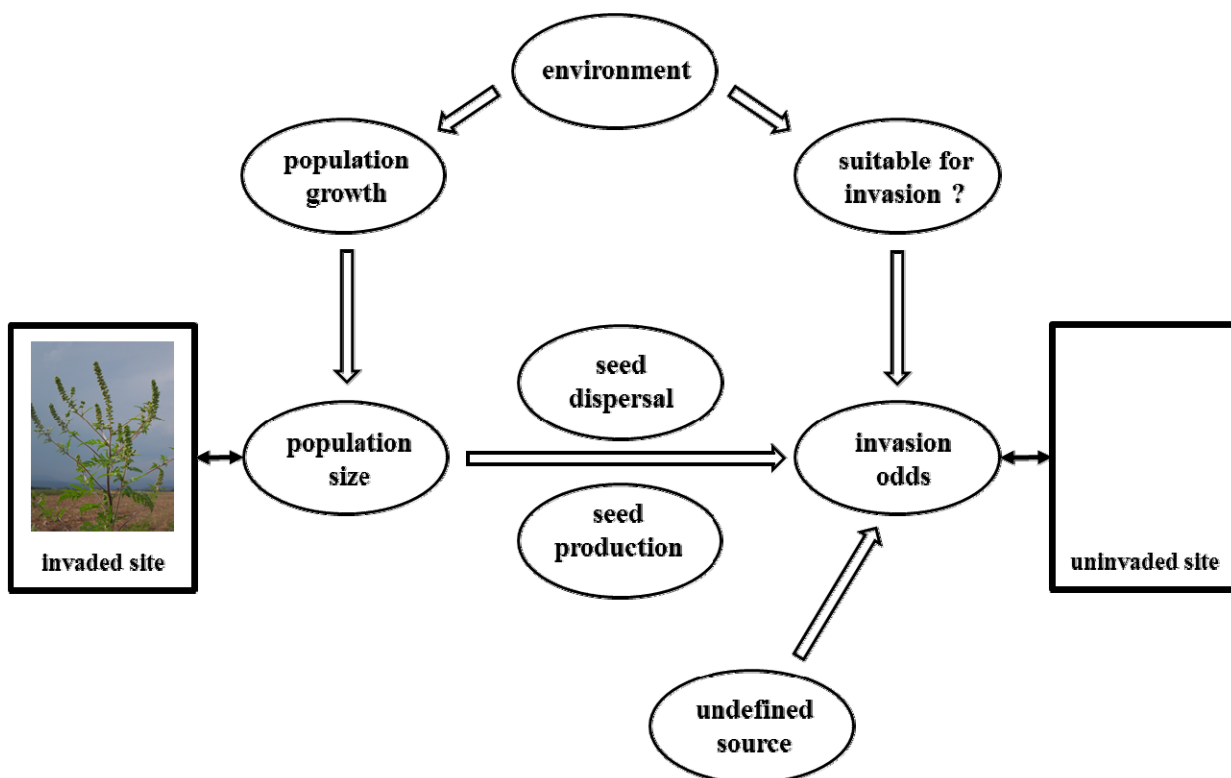 environment
population
growth
suitable for
invasion ?
seed
dispersal
population
size
invasion
odds
seed
production
invaded site
uninvaded site
undefined
source